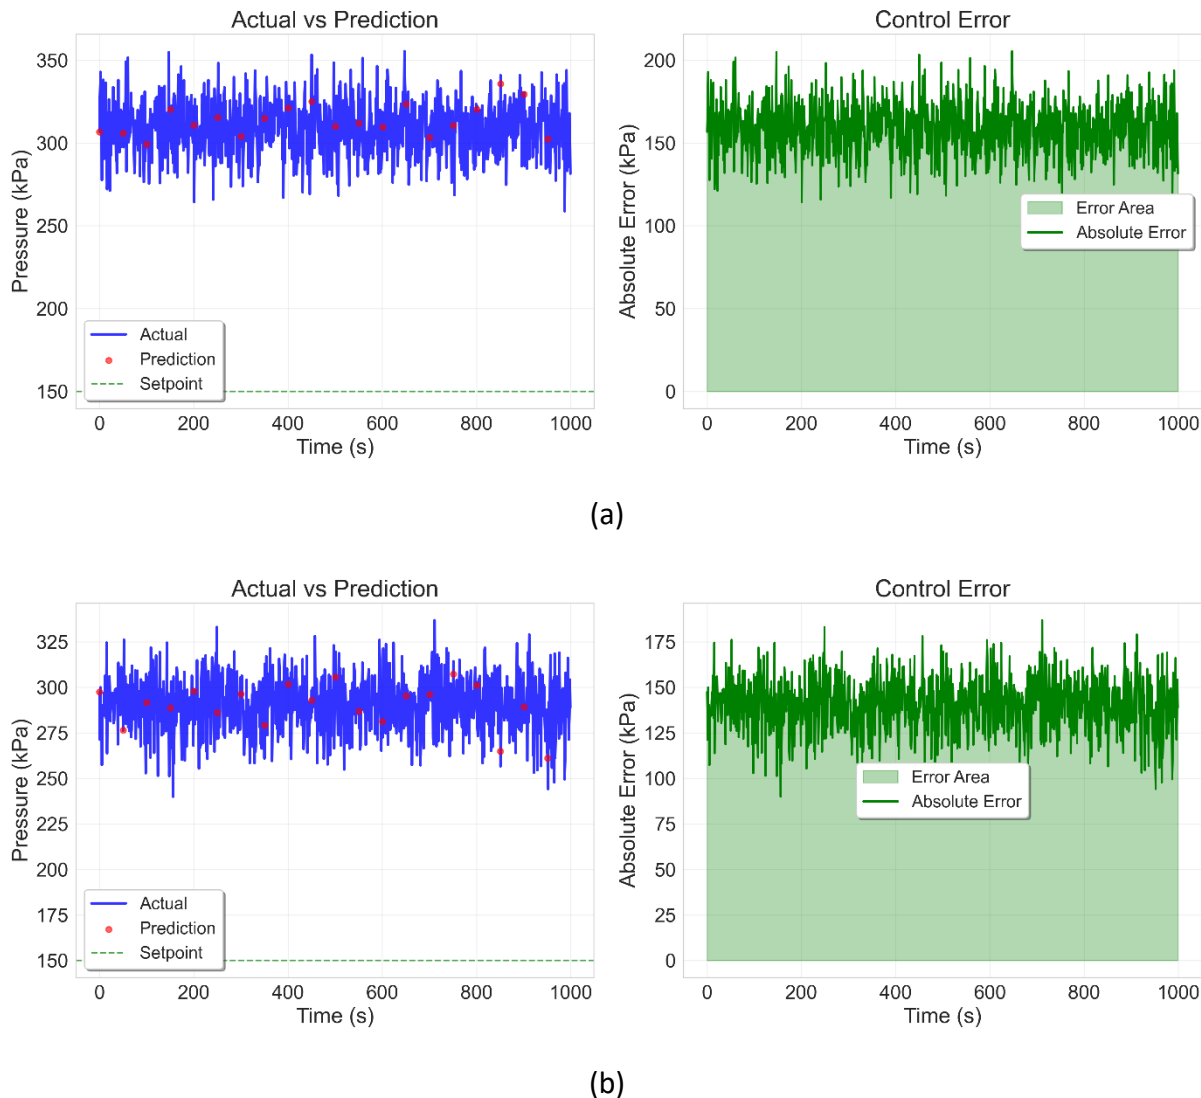 Actual vs Prediction
Control Error
350
300
250
200
150
Pressure (kPa)
Actual
Prediction
Setpoint
0 200 400 600 800 1000
Time (s)
200
150
100
50
0
Absolute Error (kPa)
Error Area
Absolute Error
0 200 400 600 800 1000
Time (s)
(a)
Actual vs Prediction
Control Error
325
300
275
250
225
200
175
150
Pressure (kPa)
Actual
Prediction
Setpoint
0 200 400 600 800 1000
Time (s)
175
150
125
100
75
50
25
0
Absolute Error (kPa)
Error Area
Absolute Error
0 200 400 600 800 1000
Time (s)
(b)